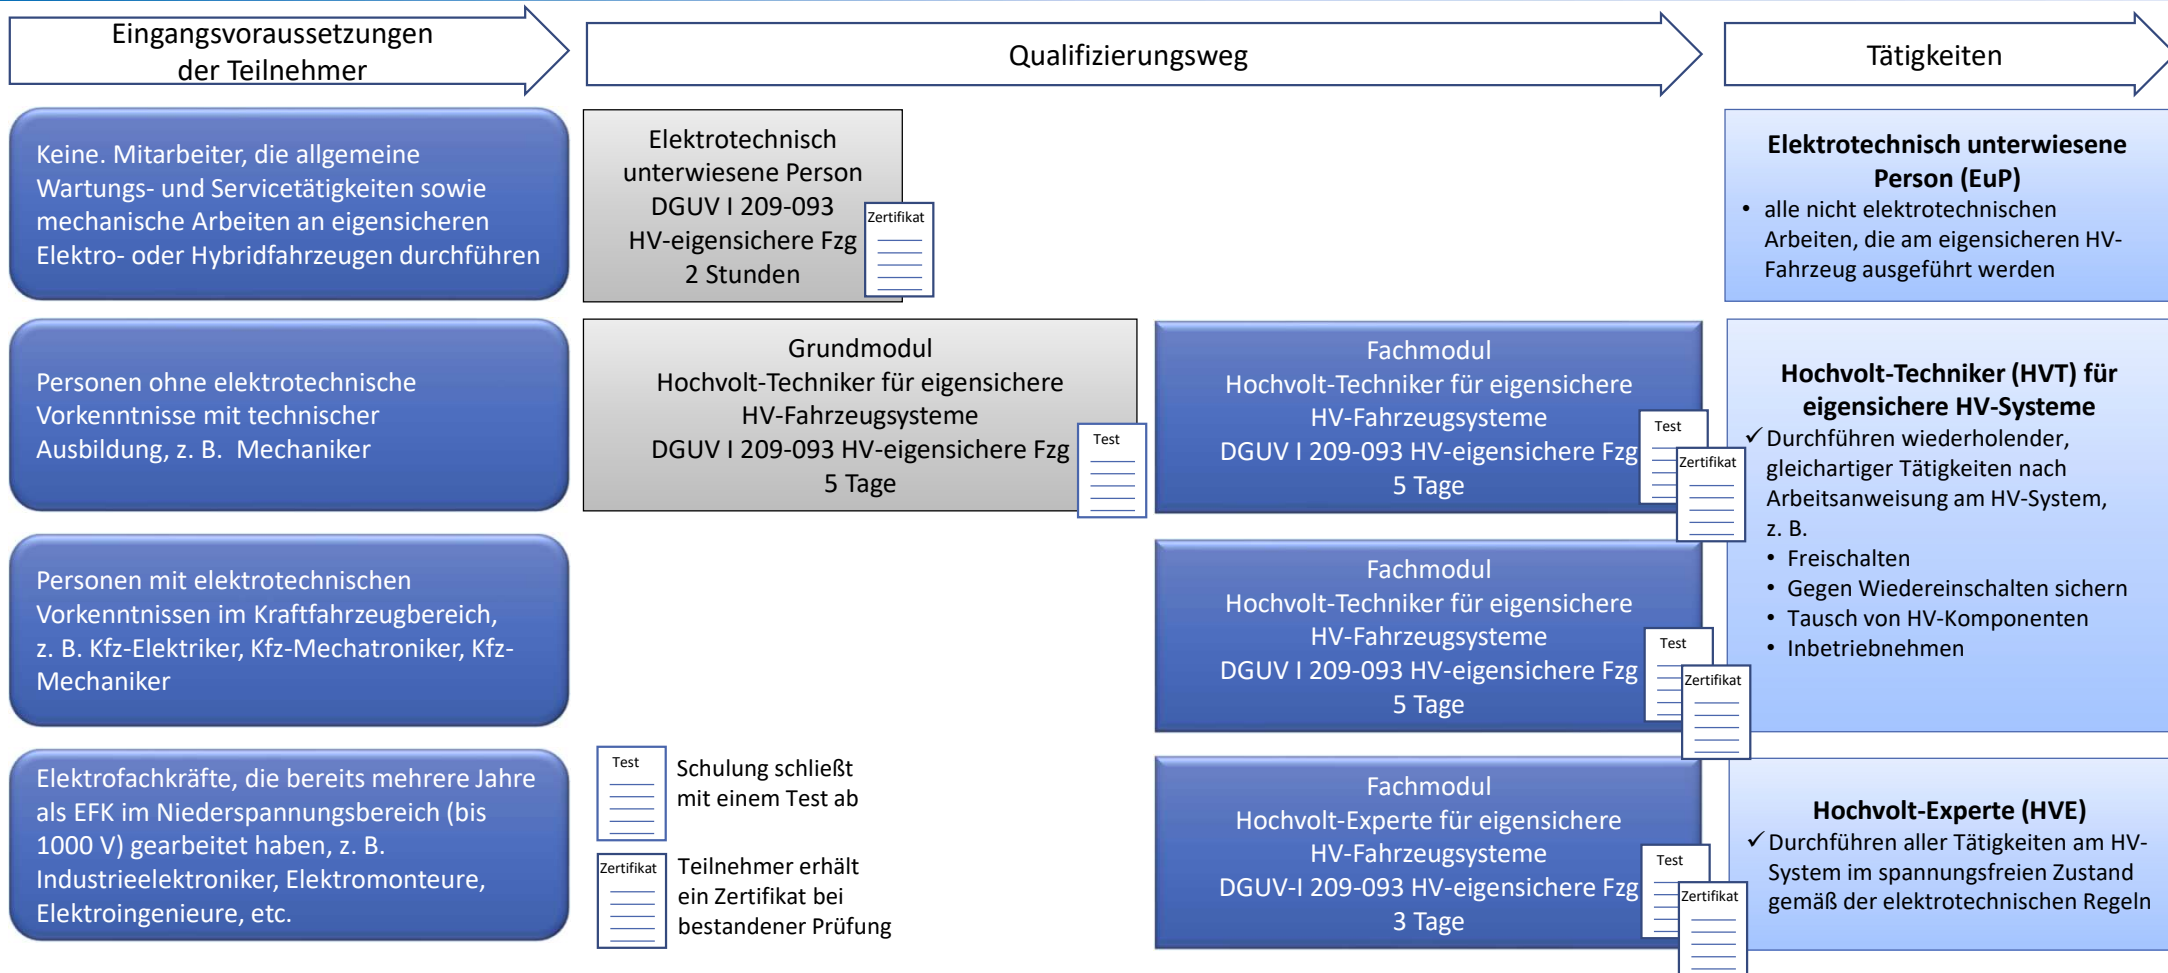 Eingangsvoraussetzungen
der Teilnehmer
Qualifizierungsweg
Tätigkeiten
Keine. Mitarbeiter, die allgemeine
Wartungs- und Servicetätigkeiten sowie
mechanische Arbeiten an eigensicheren
Elektro- oder Hybridfahrzeugen durchführen
Elektrotechnisch
unterwiesene Person
DGUV I 209-093
HV-eigensichere Fzg
2 Stunden
Zertifikat
Elektrotechnisch unterwiesene
Person (EuP)
• alle nicht elektrotechnischen
Arbeiten, die am eigensicheren HV-
Fahrzeug ausgeführt werden
Personen ohne elektrotechnische
Vorkenntnisse mit technischer
Ausbildung, z. B. Mechaniker
Grundmodul
Hochvolt-Techniker für eigensichere
HV-Fahrzeugsysteme
DGUV I 209-093 HV-eigensichere Fzg
5 Tage
Test
Fachmodul
Hochvolt-Techniker für eigensichere
HV-Fahrzeugsysteme
DGUV I 209-093 HV-eigensichere Fzg
5 Tage
Test
Zertifikat
Hochvolt-Techniker (HVT) für
eigensichere HV-Systeme
✓ Durchführen wiederholender,
gleichartiger Tätigkeiten nach
Arbeitsanweisung am HV-System,
z. B.
• Freischalten
• Gegen Wiedereinschalten sichern
• Tausch von HV-Komponenten
• Inbetriebnehmen
Personen mit elektrotechnischen
Vorkenntnissen im Kraftfahrzeugbereich,
z. B. Kfz-Elektriker, Kfz-Mechatroniker, Kfz-
Mechaniker
Fachmodul
Hochvolt-Techniker für eigensichere
HV-Fahrzeugsysteme
DGUV I 209-093 HV-eigensichere Fzg
5 Tage
Test
Zertifikat
Elektrofachkräfte, die bereits mehrere Jahre
als EFK im Niederspannungsbereich (bis
1000 V) gearbeitet haben, z. B.
Industrieelektroniker, Elektromonteure,
Elektroingenieure, etc.
Test
Schulung schließt
mit einem Test ab
Zertifikat
Teilnehmer erhält
ein Zertifikat bei
bestandener Prüfung
Fachmodul
Hochvolt-Experte für eigensichere
HV-Fahrzeugsysteme
DGUV-I 209-093 HV-eigensichere Fzg
3 Tage
Test
Zertifikat
Hochvolt-Experte (HVE)
✓ Durchführen aller Tätigkeiten am HV-
System im spannungsfreien Zustand
gemäß der elektrotechnischen Regeln